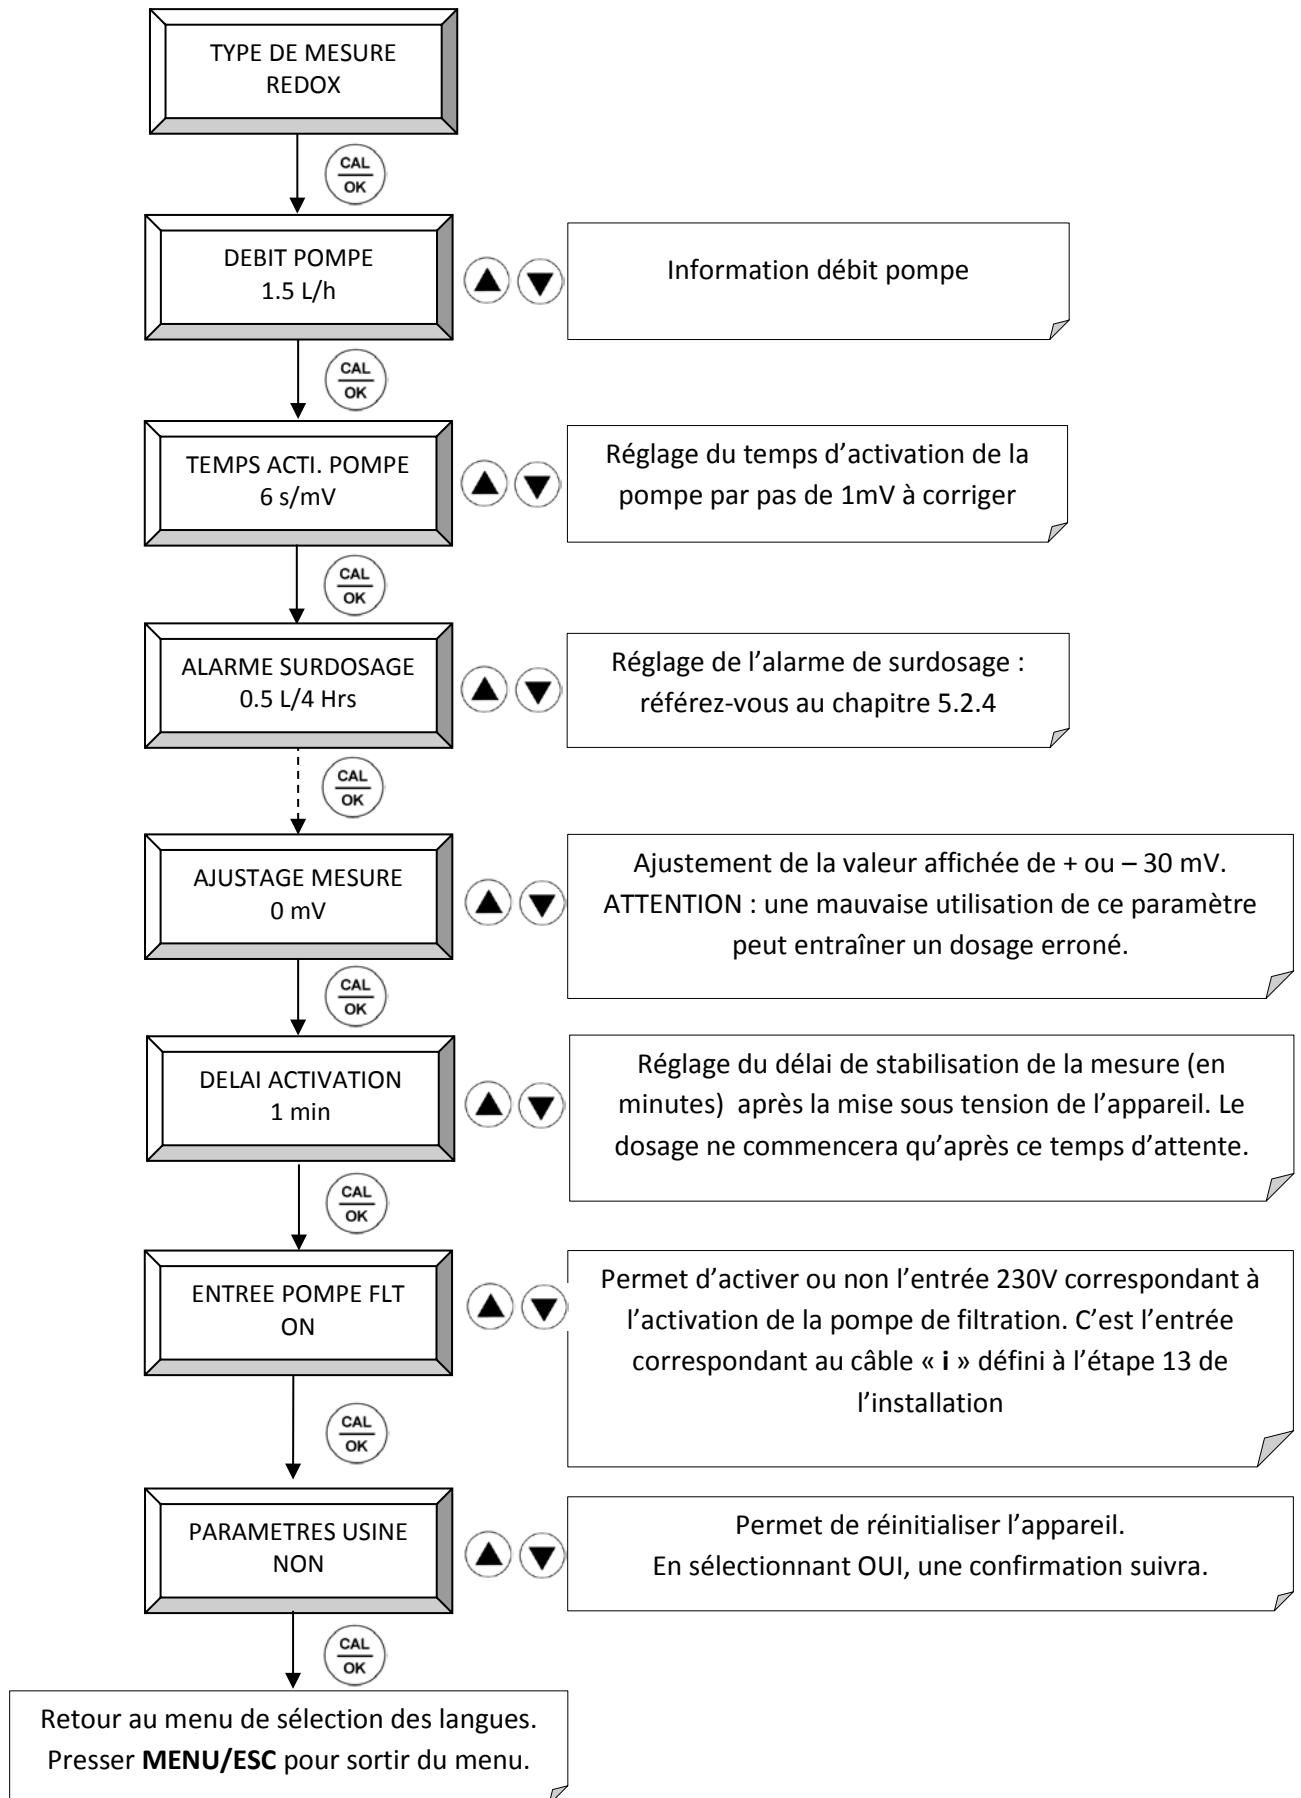 TYPE DE MESURE
REDOX
CAL
OK
DEBIT POMPE
1.5 L/h
Information débit pompe
CAL
OK
TEMPS ACTI. POMPE
6 s/mV
Réglage du temps d’activation de la
pompe par pas de 1mV à corriger
CAL
OK
ALARME SURDOSAGE
0.5 L/4 Hrs
Réglage de l’alarme de surdosage :
référez-vous au chapitre 5.2.4
CAL
OK
AJUSTAGE MESURE
0 mV
Ajustement de la valeur affichée de + ou – 30 mV.
ATTENTION : une mauvaise utilisation de ce paramètre
peut entraîner un dosage erroné.
CAL
OK
DELAI ACTIVATION
1 min
Réglage du délai de stabilisation de la mesure (en
minutes)  après la mise sous tension de l’appareil. Le
dosage ne commencera qu’après ce temps d’attente.
CAL
OK
ENTREE POMPE FLT
ON
Permet d’activer ou non l’entrée 230V correspondant à
l’activation de la pompe de filtration. C’est l’entrée
correspondant au câble « i » défini à l’étape 13 de
l’installation
CAL
OK
PARAMETRES USINE
NON
Permet de réinitialiser l’appareil.
En sélectionnant OUI, une confirmation suivra.
CAL
OK
Retour au menu de sélection des langues.
Presser MENU/ESC pour sortir du menu.